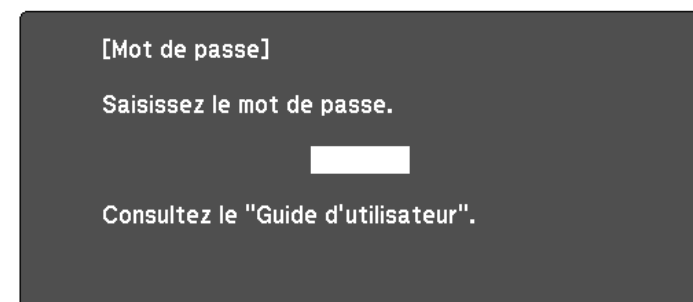 [Mot de passe]
Saisissez le mot de passe.
Consultez le "Guide d'utilisateur".